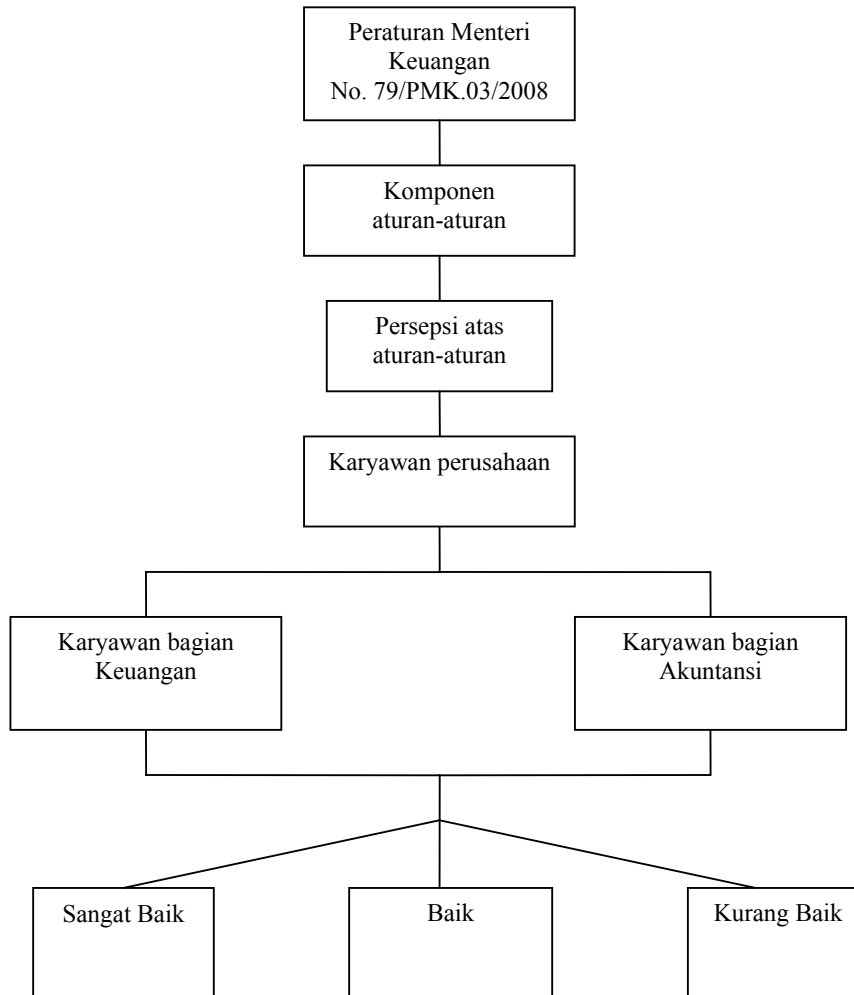 Peraturan Menteri
Keuangan
No. 79/PMK.03/2008
Komponen
aturan-aturan
Persepsi atas
aturan-aturan
Karyawan perusahaan
Karyawan bagian
Keuangan
Karyawan bagian
Akuntansi
Sangat Baik
Baik
Kurang Baik